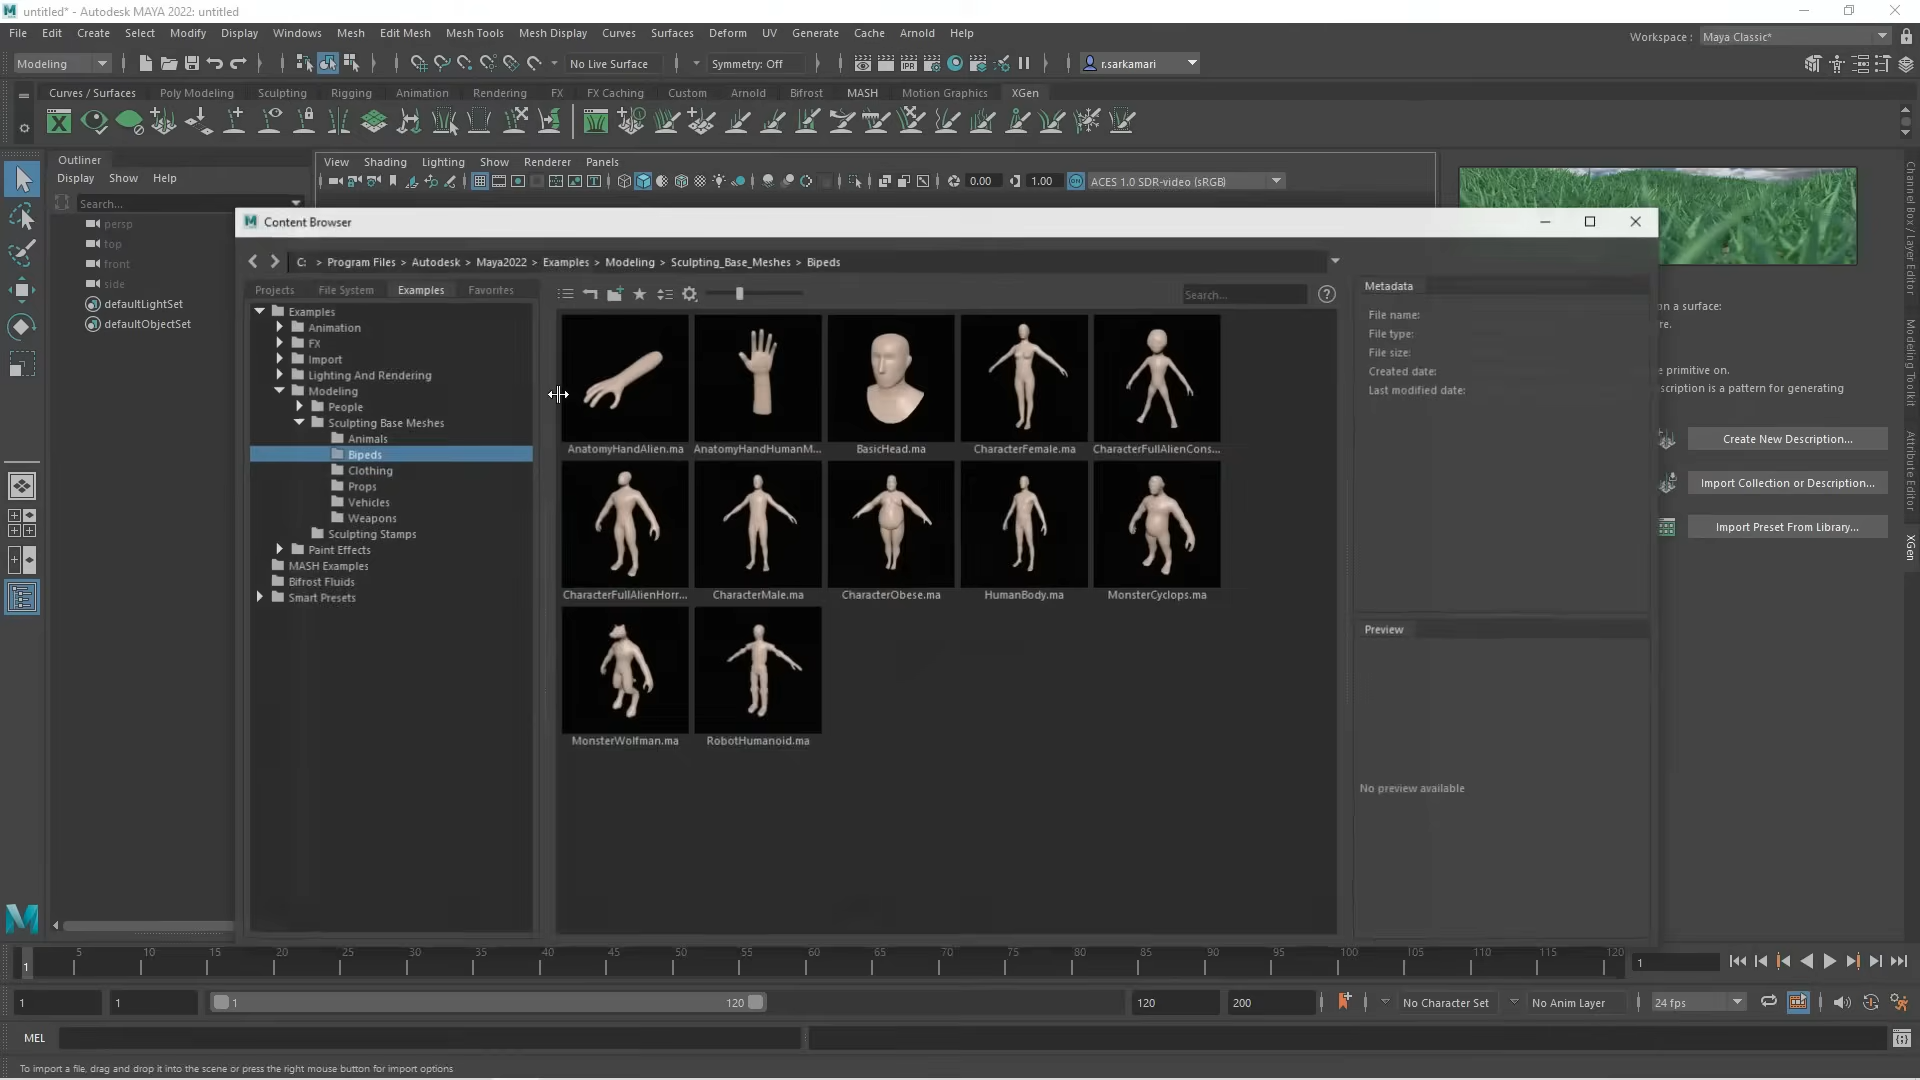 untitled* - Autodesk MAYA 2022: untitled
File Edit Create Select Modify Display Windows Mesh Edit Mesh Mesh Tools Mesh Display Curves Surfaces Deform UV Generate Cache Arnold Help
Workspace : Maya Classic*
Modeling No Live Surface Symmetry: Off IPR r.sarkamari
Curves / Surfaces Poly Modeling Sculpting Rigging Animation Rendering FX FX Caching Custom Arnold Bifrost MASH Motion Graphics XGen
Outliner
Display Show Help
Search...
persp
top
front
side
defaultLightSet
defaultObjectSet
View Shading Lighting Show Renderer Panels
0.00 1.00 ACES 1.0 SDR-video (sRGB)
Content Browser
C: > Program Files > Autodesk > Maya2022 > Examples > Modeling > Sculpting_Base_Meshes > Bipeds
Projects File System Examples Favorites
Search...
Examples
Animation
FX
Import
Lighting And Rendering
Modeling
People
Sculpting Base Meshes
Animals
Bipeds
Clothing
Props
Vehicles
Weapons
Sculpting Stamps
Paint Effects
MASH Examples
Bifrost Fluids
Smart Presets
AnatomyHandAlien.ma AnatomyHandHumanM... BasicHead.ma CharacterFemale.ma CharacterFullAlienCons...
CharacterFullAlienHorr... CharacterMale.ma CharacterObese.ma HumanBody.ma MonsterCyclops.ma
MonsterWolfman.ma RobotHumanoid.ma
Metadata
File name:
File type:
File size:
Created date:
Last modified date:
Preview
No preview available
on a surface:
re.
e primitive on.
scription is a pattern for generating
Create New Description...
Import Collection or Description...
Import Preset From Library...
Channel Box / Layer Editor
Modeling Toolkit
Attribute Editor
XGen
5 10 15 20 25 30 35 40 45 50 55 60 65 70 75 80 85 90 95 100 105 110 115 120
1 1
1 1 1 120 120 200 No Character Set No Anim Layer 24 fps
MEL
To import a file, drag and drop it into the scene or press the right mouse button for import options